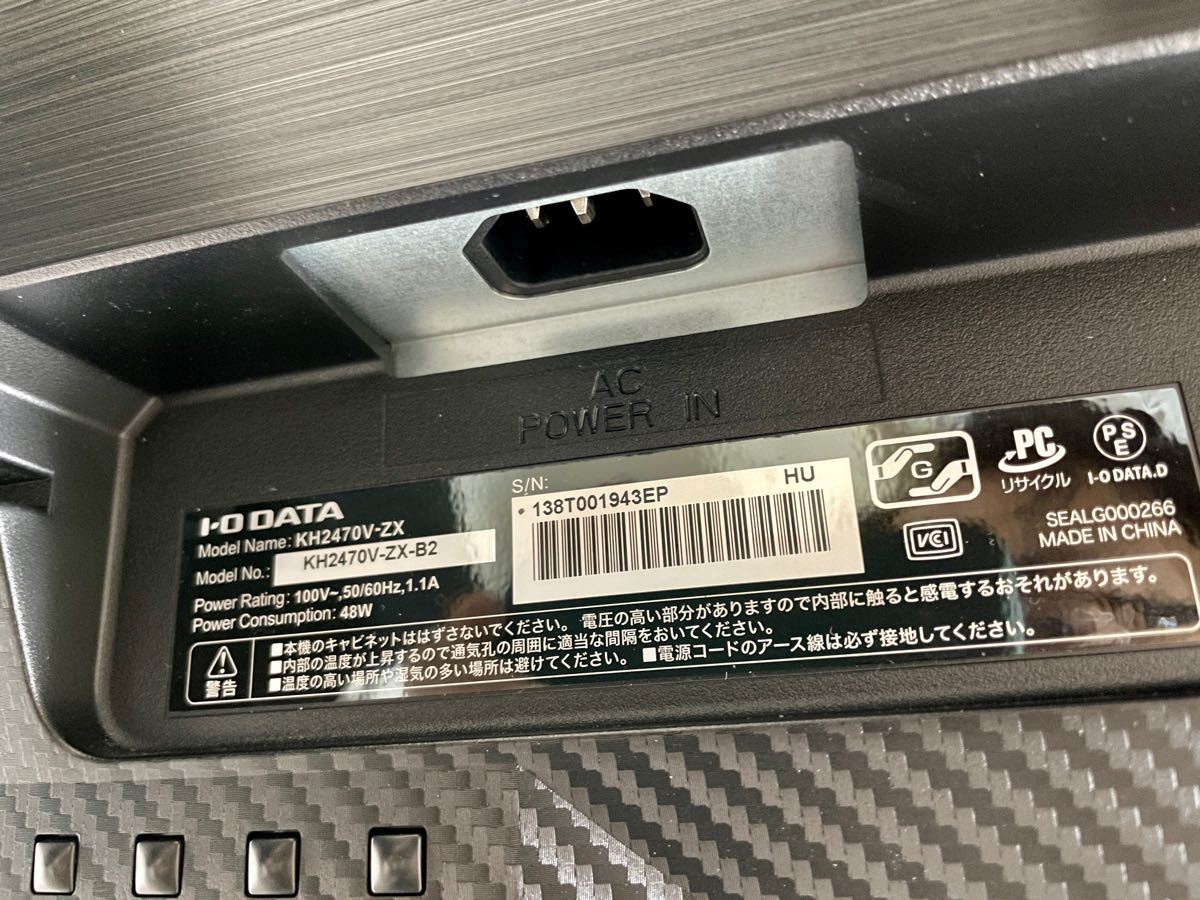 AC
POWER IN
I-O DATA
Model Name: KH2470V-ZX
Model No.: KH2470V-ZX-B2
Power Rating: 100V~,50/60Hz,1.1A
Power Consumption: 48W
S/N:
138T001943EP HU
G
PC
リサイクル
PSE
I-O DATA.D
VCCI
SEALG000266
MADE IN CHINA
警告
■本機のキャビネットははずさないでください。電圧の高い部分がありますので内部に触ると感電するおそれがあります。
■内部の温度が上昇するので通気孔の周囲に適当な間隔をおいてください。
■温度の高い場所や湿気の多い場所は避けてください。 ■電源コードのアース線は必ず接地してください。